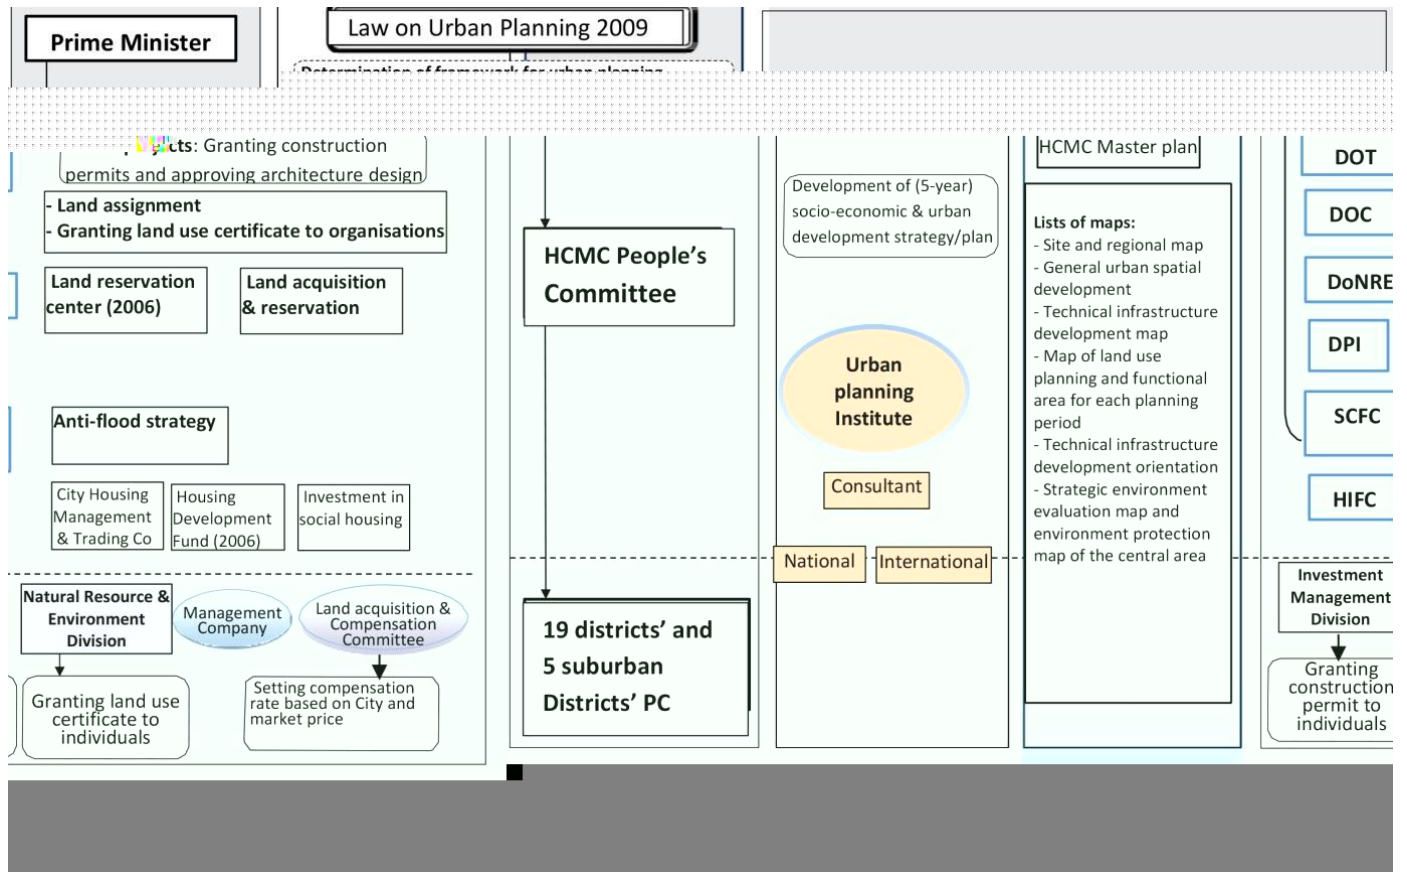 Prime Minister
Law on Urban Planning 2009
Determination of framework for urban planning
cts: Granting construction
permits and approving architecture design
- Land assignment
- Granting land use certificate to organisations
Land reservation
center (2006)
Land acquisition
& reservation
Anti-flood strategy
City Housing
Management
& Trading Co
Housing
Development
Fund (2006)
Investment in
social housing
Natural Resource &
Environment
Division
Management
Company
Land acquisition &
Compensation
Committee
Granting land use
certificate to
individuals
Setting compensation
rate based on City and
market price
HCMC People's
Committee
19 districts' and
5 suburban
Districts' PC
Development of (5-year)
socio-economic & urban
development strategy/plan
Urban
planning
Institute
Consultant
National
International
HCMC Master plan
Lists of maps:
- Site and regional map
- General urban spatial
development
- Technical infrastructure
development map
- Map of land use
planning and functional
area for each planning
period
- Technical infrastructure
development orientation
- Strategic environment
evaluation map and
environment protection
map of the central area
DOT
DOC
DoNRE
DPI
SCFC
HIFC
Investment
Management
Division
Granting
construction
permit to
individuals